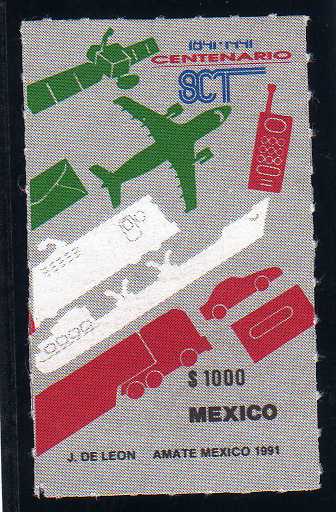 1891·1991
CENTENARIO
SCT
$ 1000
MEXICO
J. DE LEON AMATE MEXICO 1991